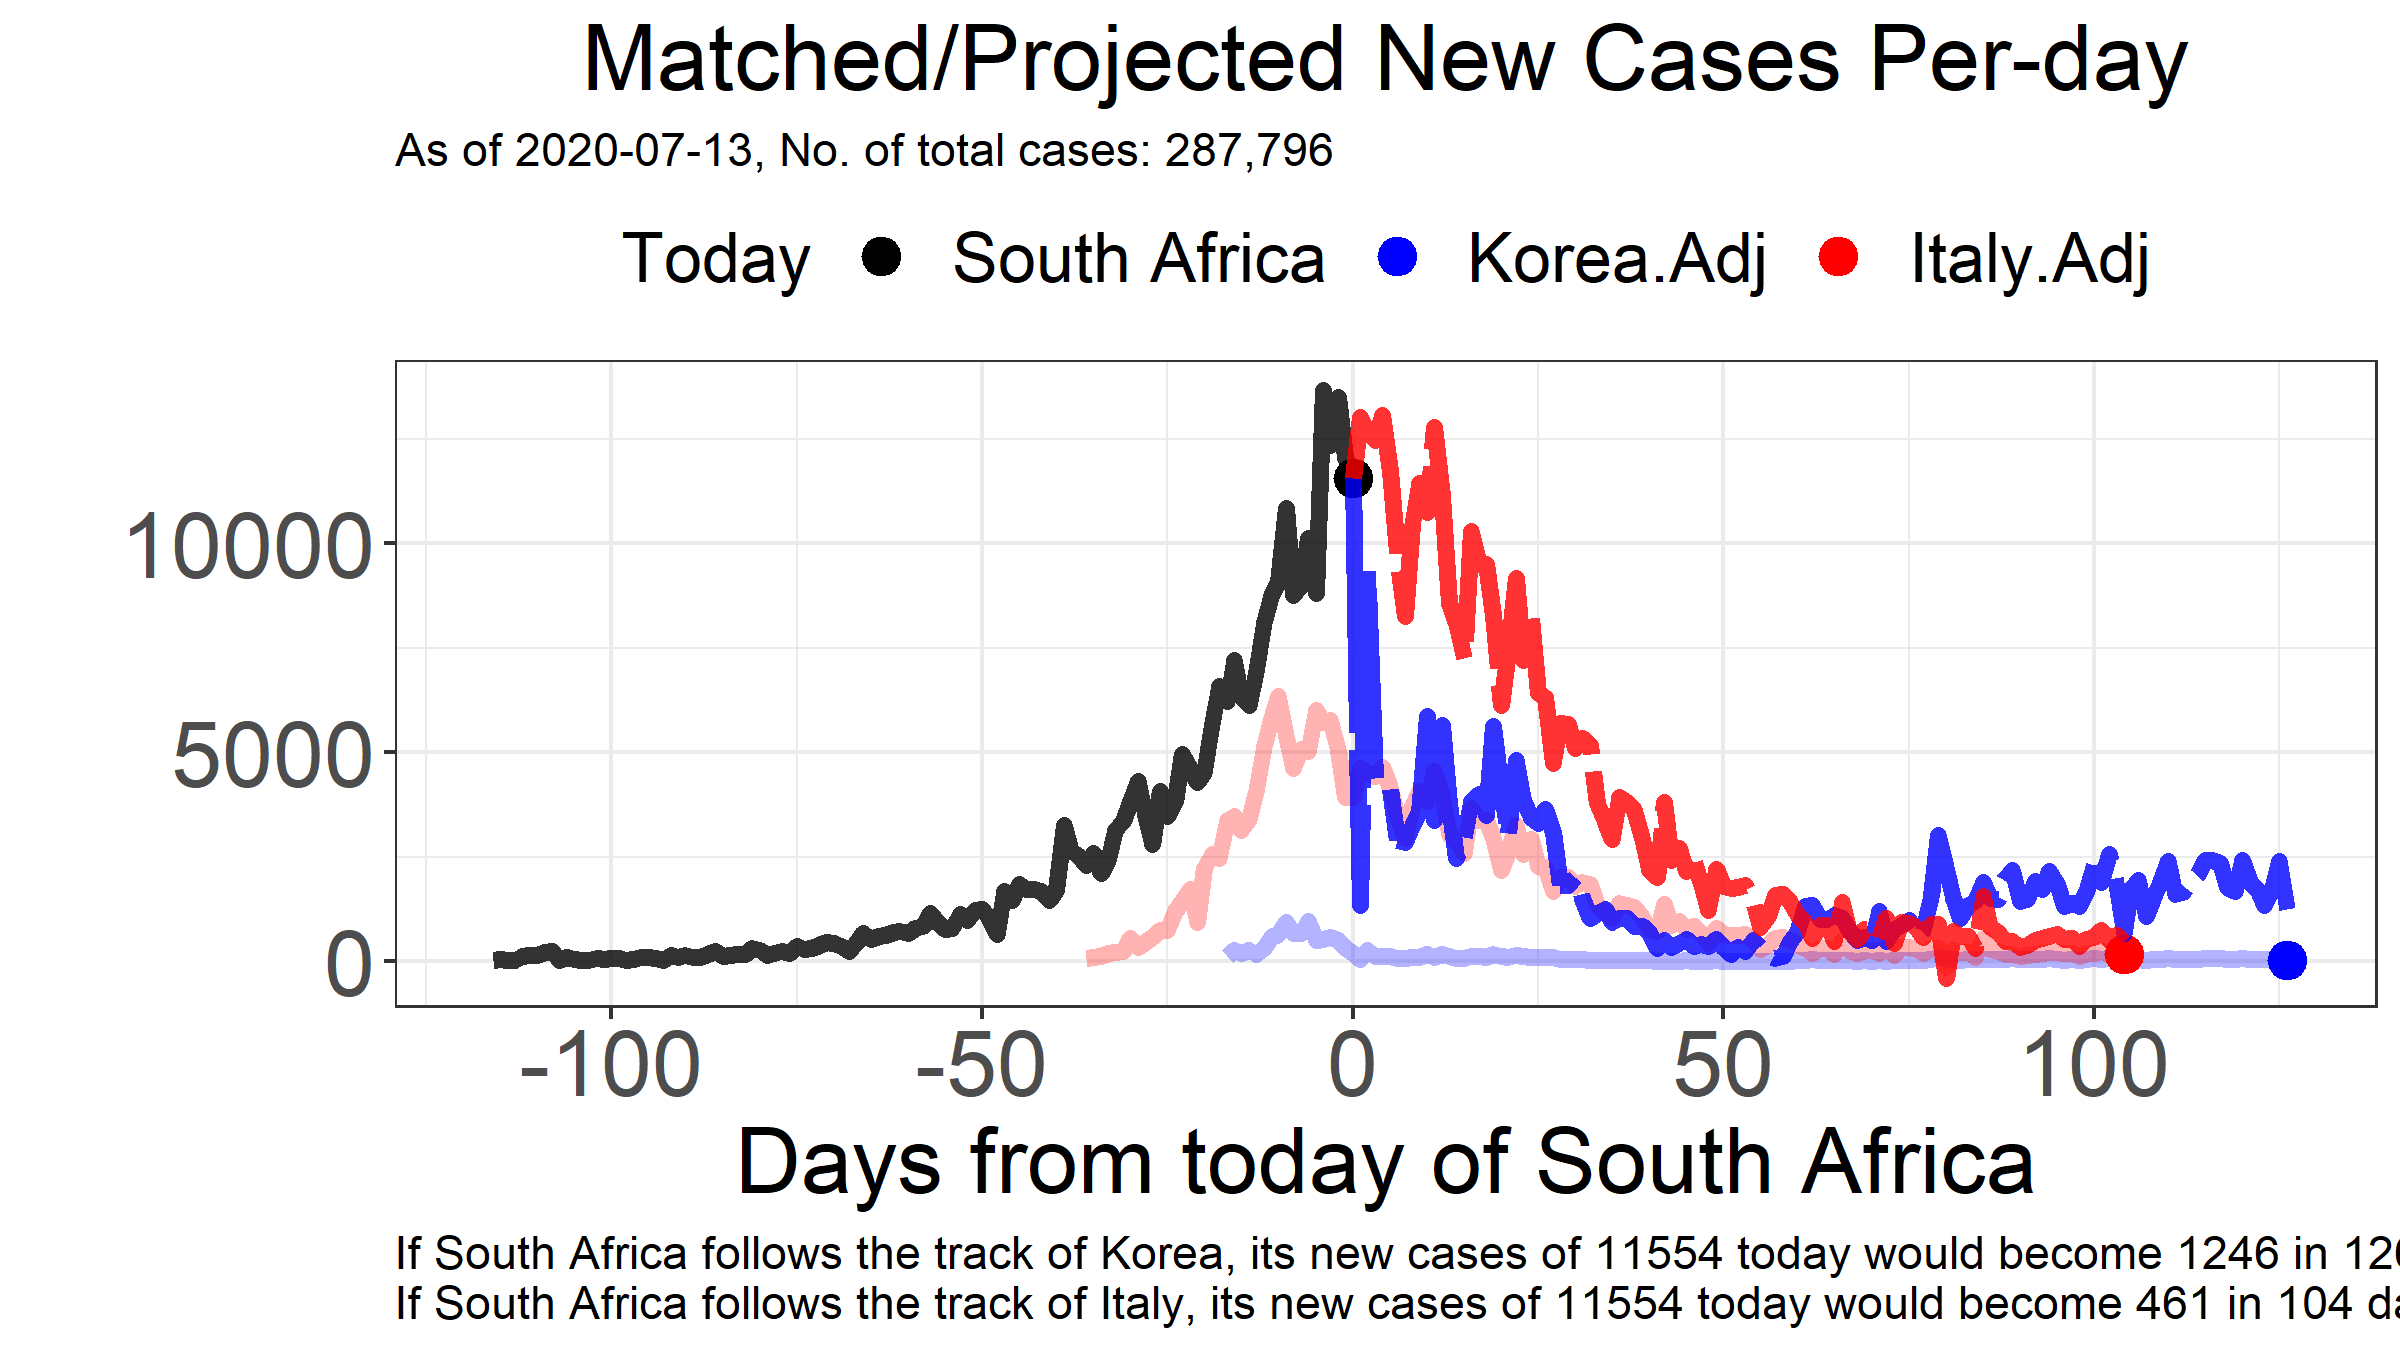 Matched/Projected New Cases Per-day
As of 2020-07-13, No. of total cases: 287,796
Today South Africa Korea.Adj Italy.Adj
10000
5000
0
-100 -50 0 50 100
Days from today of South Africa
If South Africa follows the track of Korea, its new cases of 11554 today would become 1246 in
If South Africa follows the track of Italy, its new cases of 11554 today would become 461 in 104